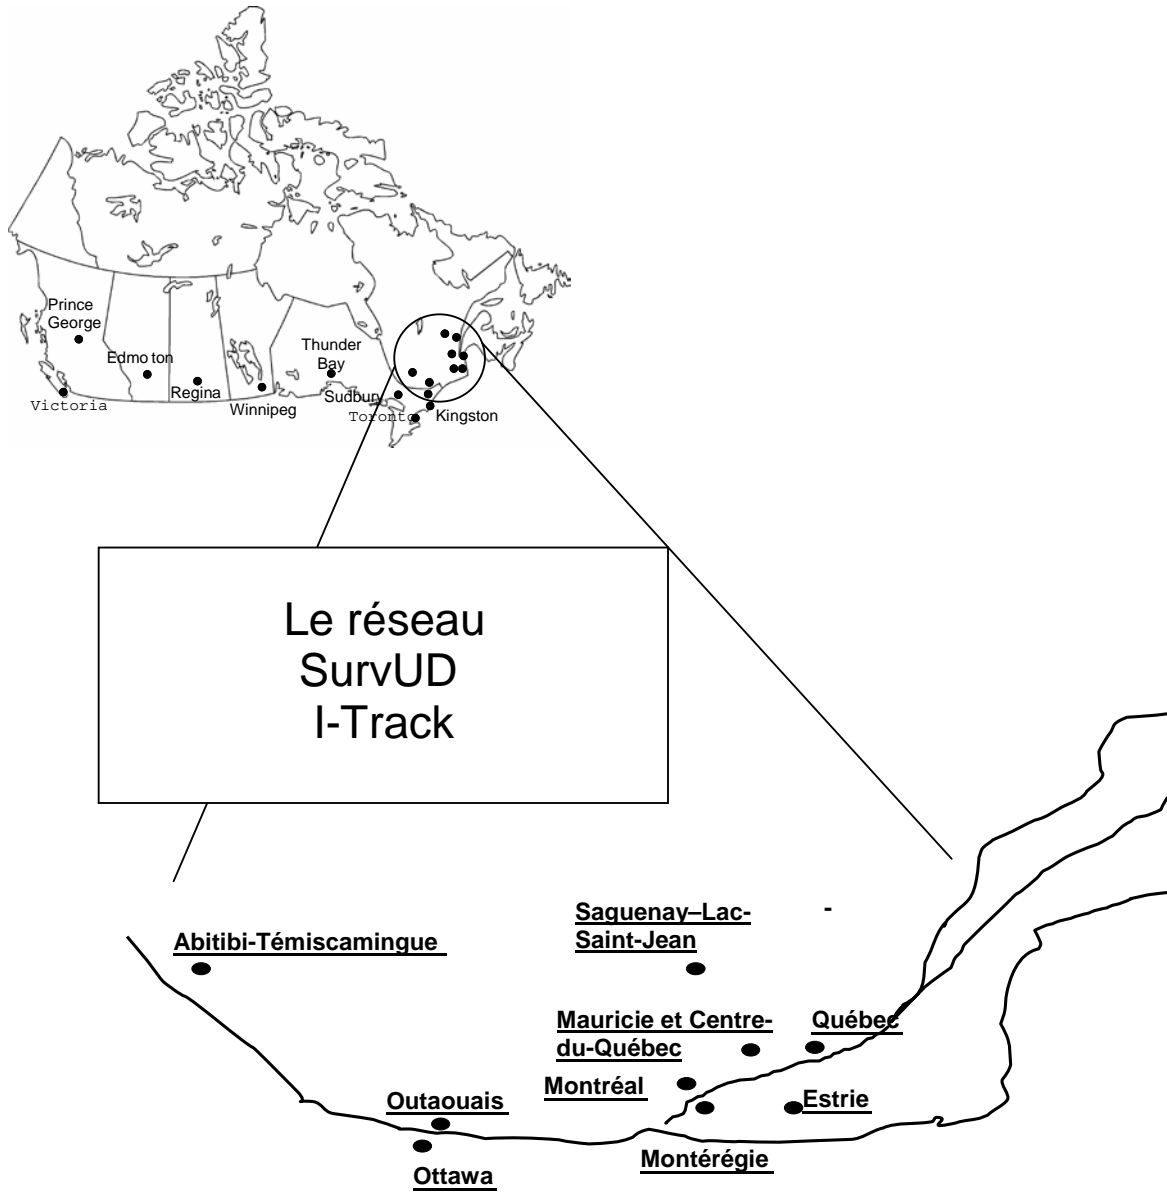 Prince
George
Edmo ton
Thunder
Bay
Regina
Victoria
Winnipeg
Sudbury
Toronto
Kingston
Le réseau
SurvUD
I-Track
Saguenay–Lac-
Saint-Jean
-
Abitibi-Témiscamingue
Mauricie et Centre-
du-Québec
Québec
Montréal
Outaouais
Estrie
Montérégie
Ottawa